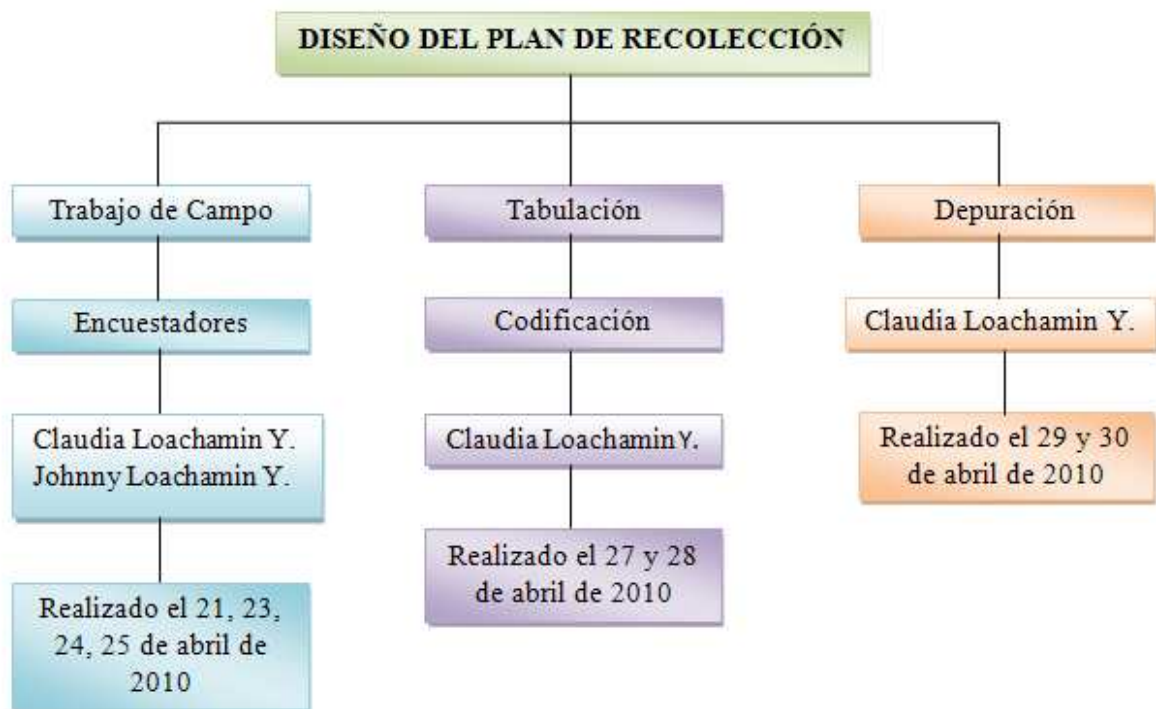 DISEÑO DEL PLAN DE RECOLECCIÓN
Trabajo de Campo
Encuestadores
Claudia Loachamin Y.
Johnny Loachamin Y.
Realizado el 21, 23,
24, 25 de abril de
2010
Tabulación
Codificación
Claudia Loachamin Y.
Realizado el 27 y 28
de abril de 2010
Depuración
Claudia Loachamin Y.
Realizado el 29 y 30
de abril de 2010